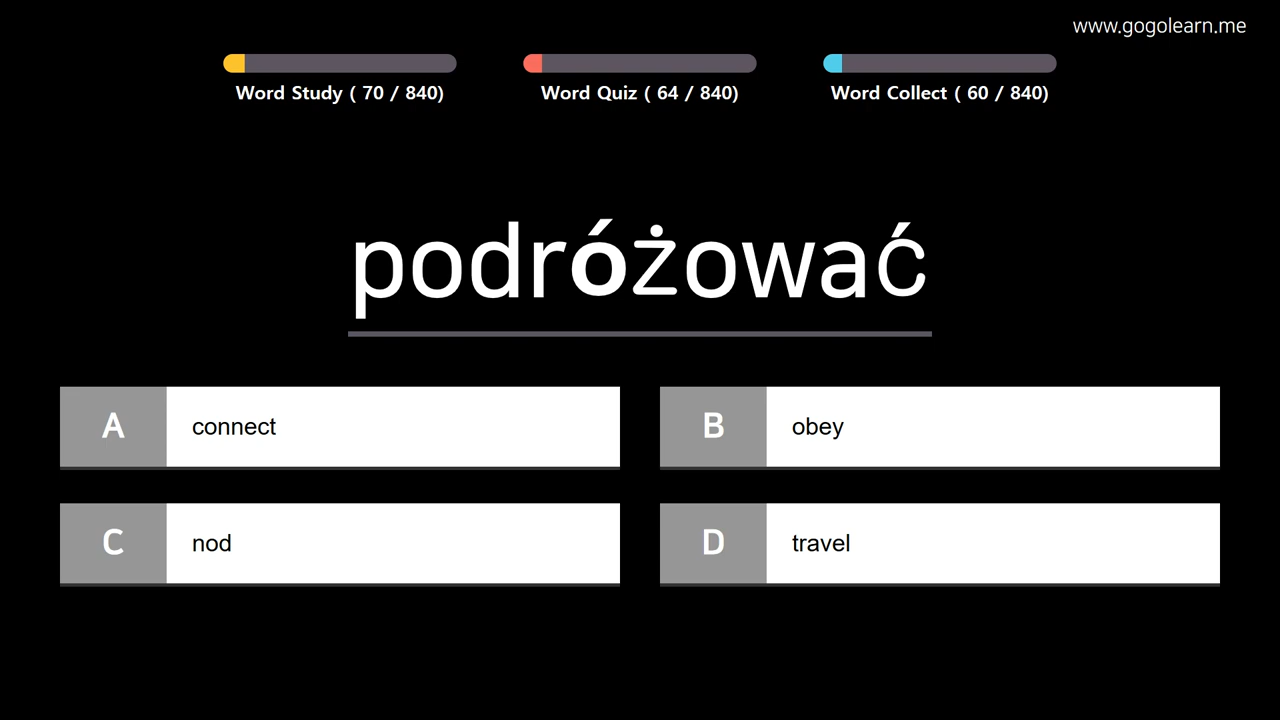 www.gogolearn.me
Word Study ( 70 / 840)
Word Quiz ( 64 / 840)
Word Collect ( 60 / 840)
podróżować
A connect
B obey
C nod
D travel